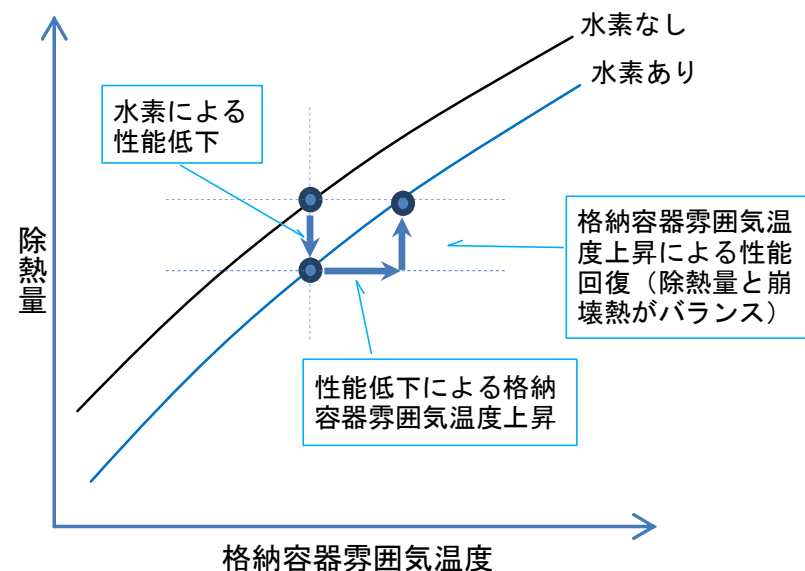 水素なし
水素あり
水素による
性能低下
格納容器雰囲気温
度上昇による性能
回復（除熱量と崩
壊熱がバランス）
除熱量
性能低下による格納
容器雰囲気温度上昇
格納容器雰囲気温度